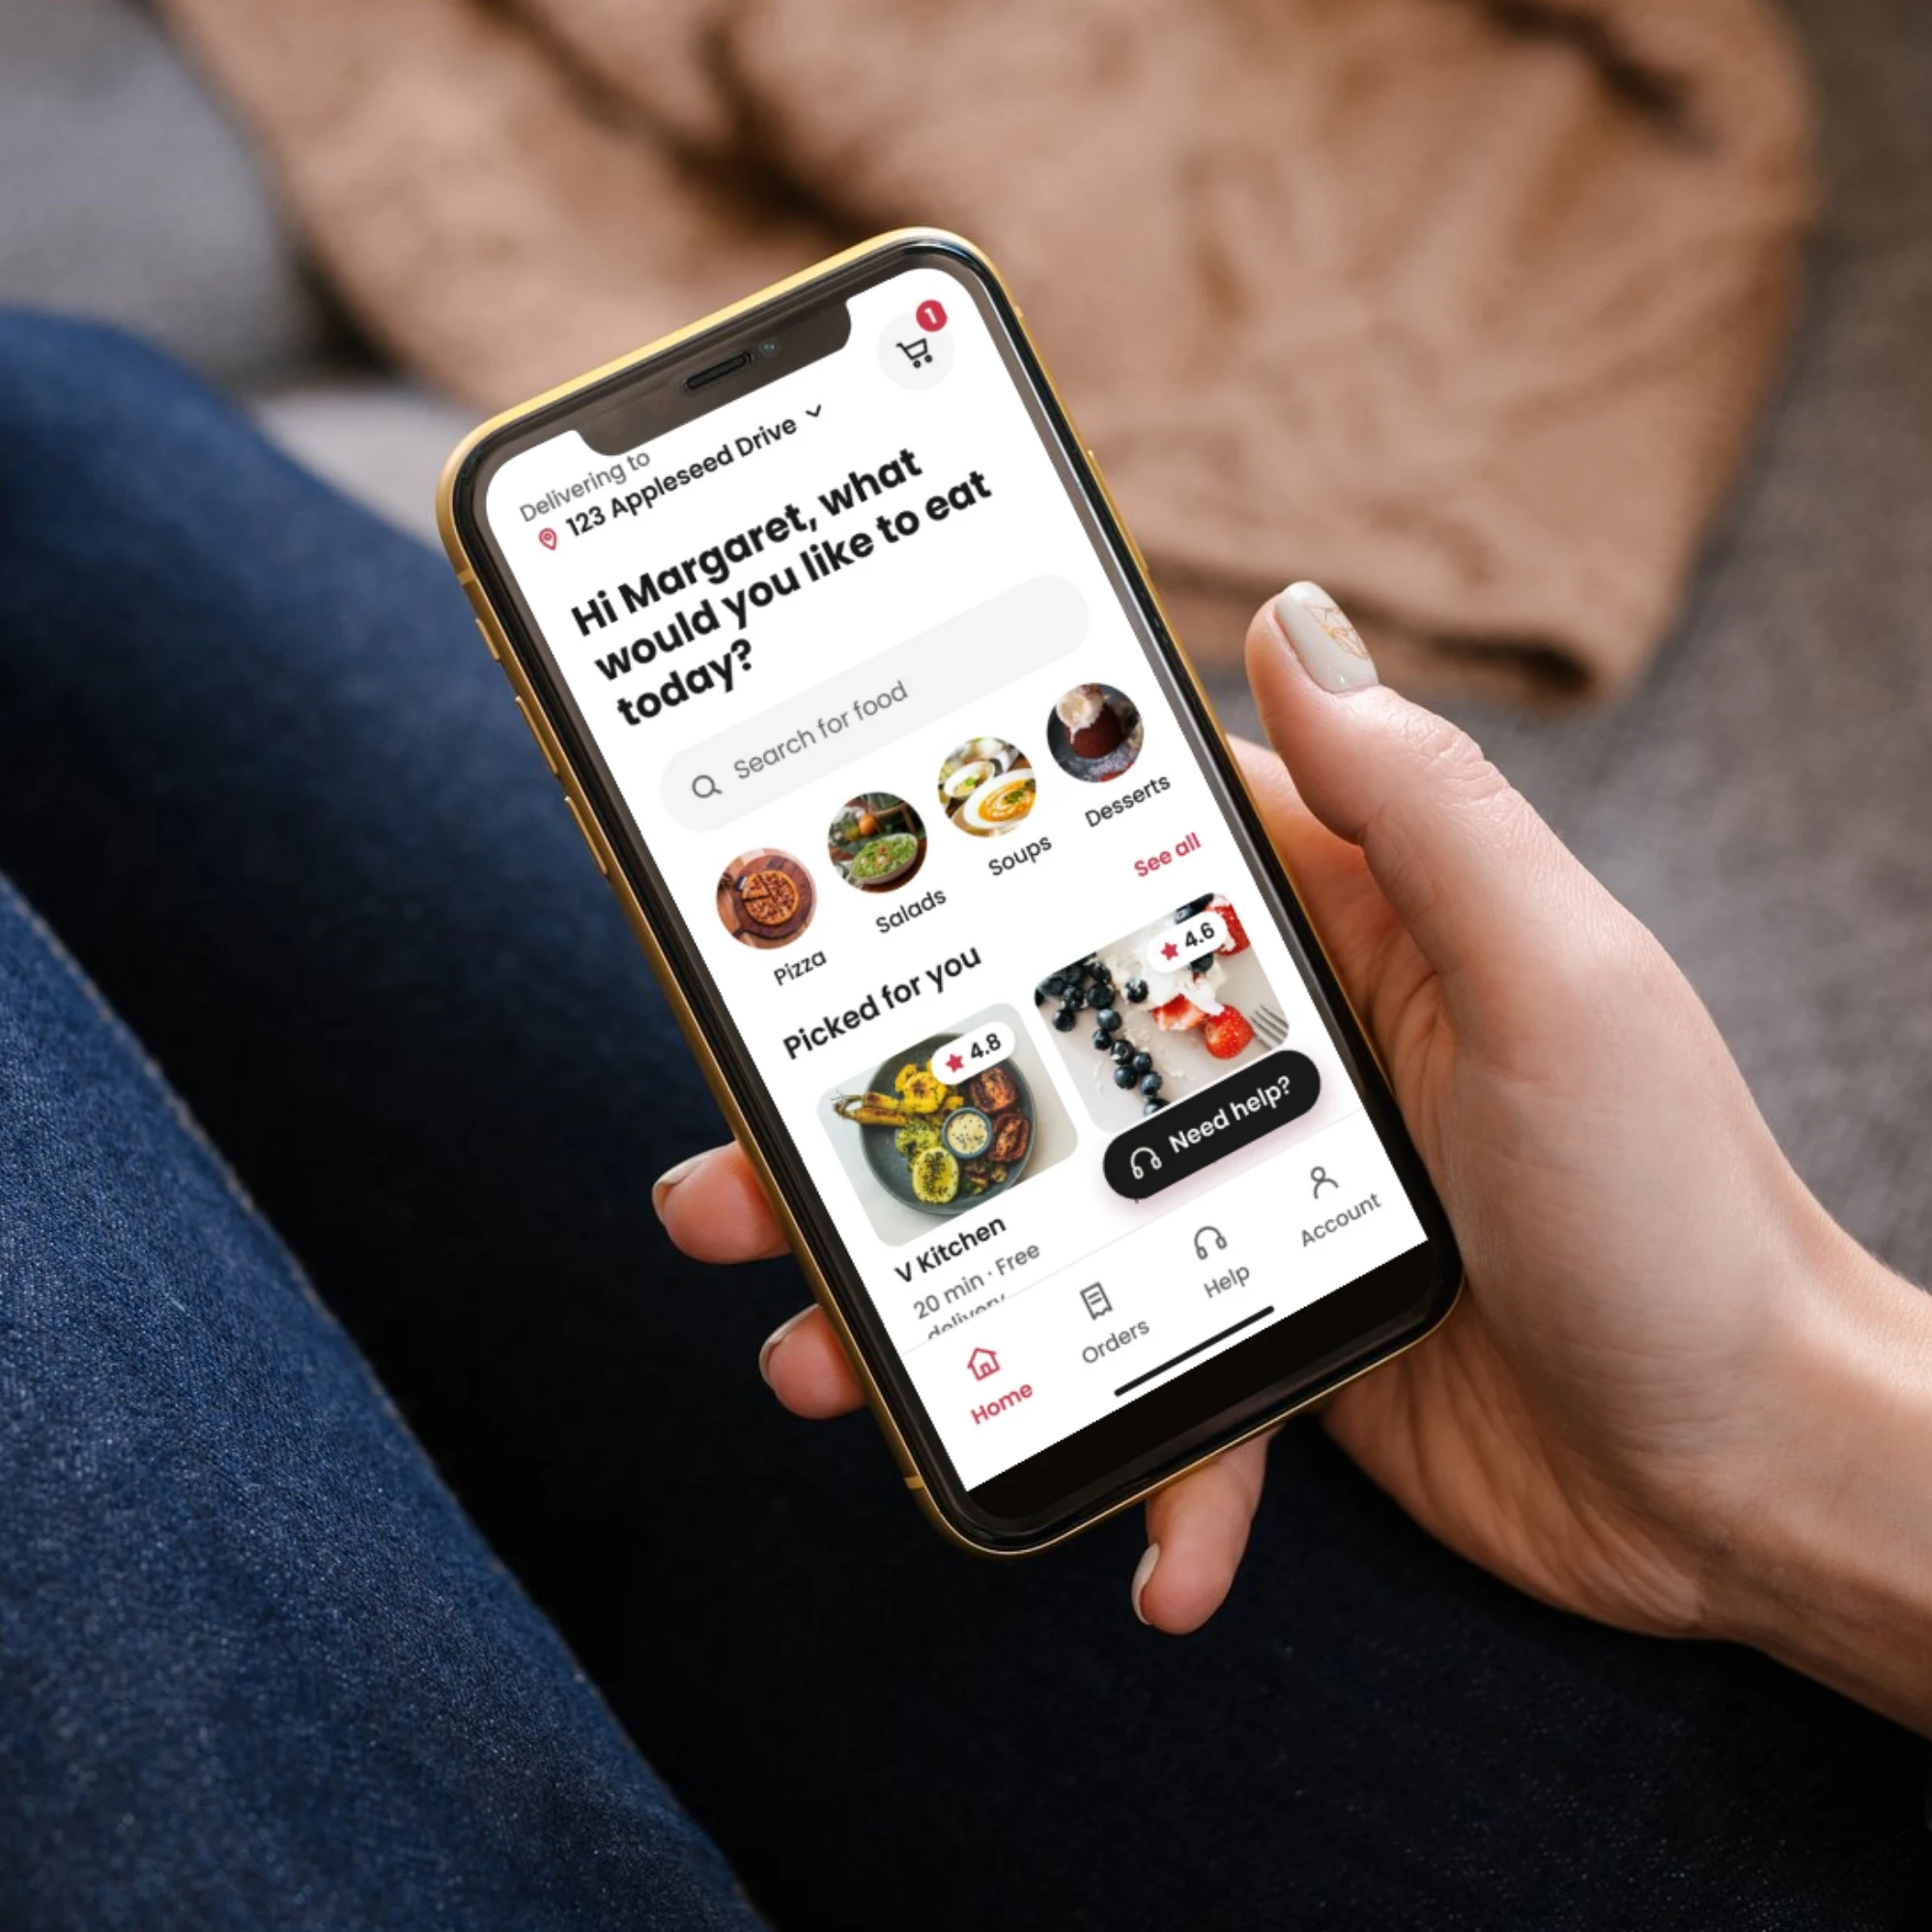 1
Delivering to
123 Appleseed Drive
Hi Margaret, what
would you like to eat
today?
Search for food
Pizza
Salads
Soups
Desserts
Picked for you
See all
4.8
4.6
V Kitchen
20 min · Free
delivery
Need help?
Home
Orders
Help
Account